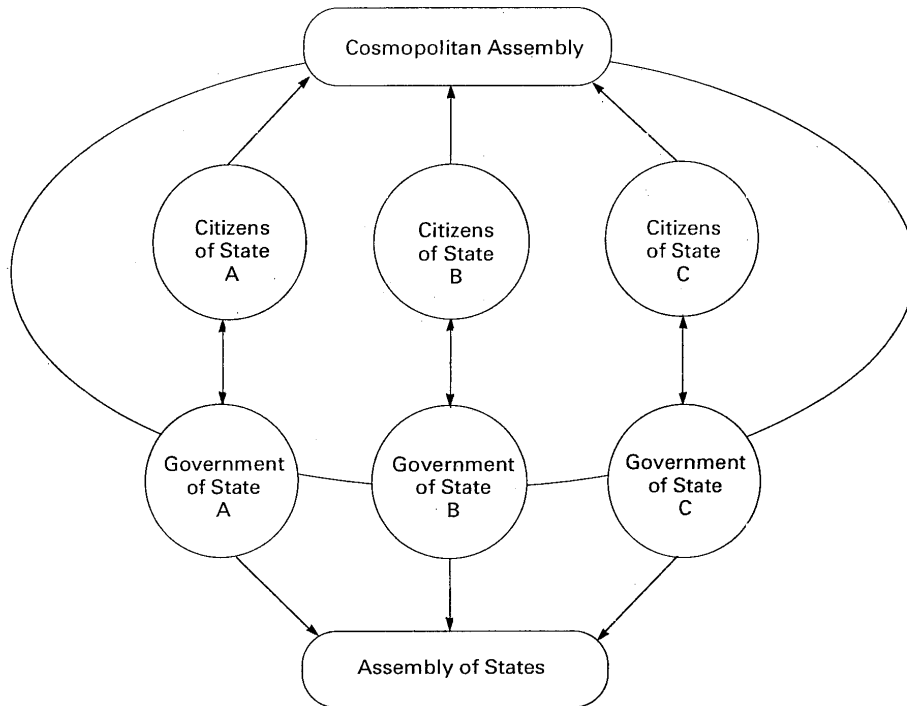 Cosmopolitan Assembly
Citizens
of State
A
Citizens
of State
B
Citizens
of State
C
Government
of State
A
Government
of State
B
Government
of State
C
Assembly of States